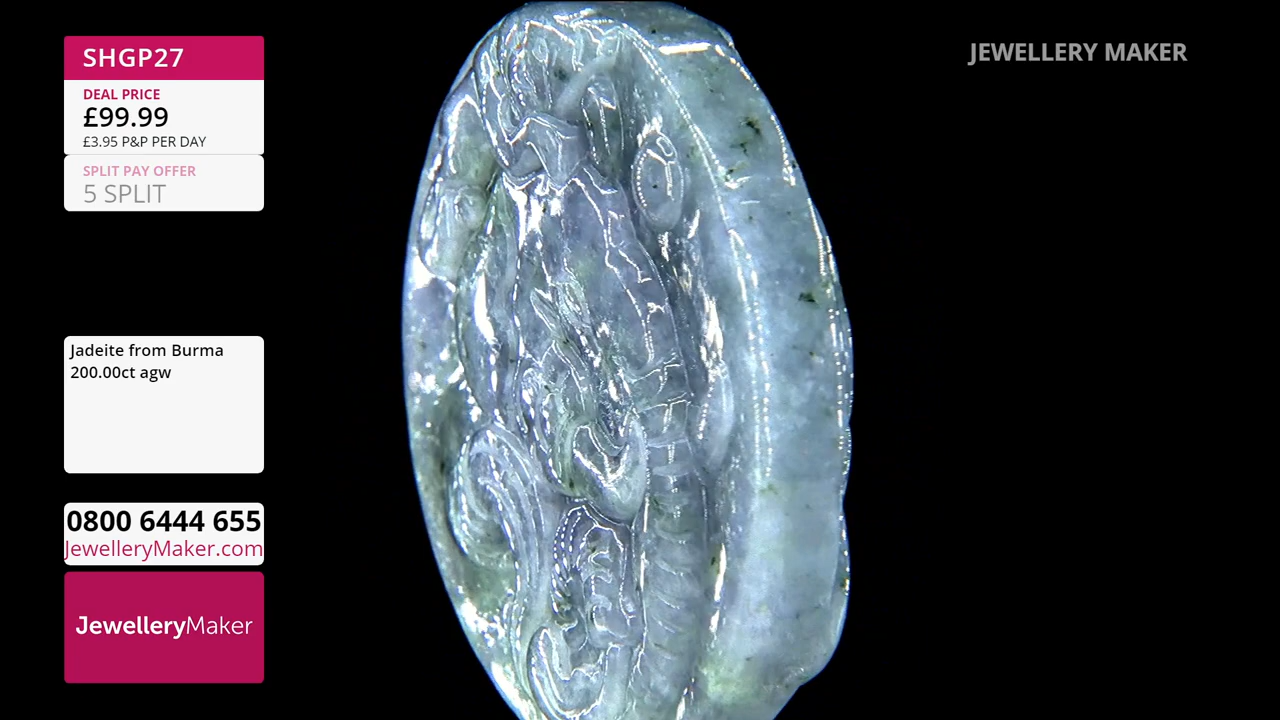 SHGP27
DEAL PRICE
£99.99
£3.95 P&P PER DAY
SPLIT PAY OFFER
5 SPLIT
Jadeite from Burma
200.00ct agw
0800 6444 655
JewelleryMaker.com
JewelleryMaker
JEWELLERY MAKER